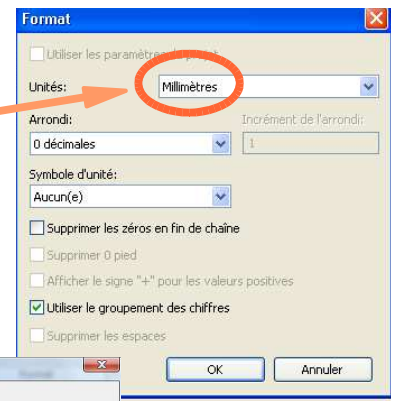 Format
Utiliser les paramètres du projet
Unités: Millimètres
Arrondi: Incrément de l'arrondi:
0 décimales 1
Symbole d'unité:
Aucun(e)
Supprimer les zéros en fin de chaîne
Supprimer 0 pied
Afficher le signe "+" pour les valeurs positives
Utiliser le groupement des chiffres
Supprimer les espaces
OK Annuler